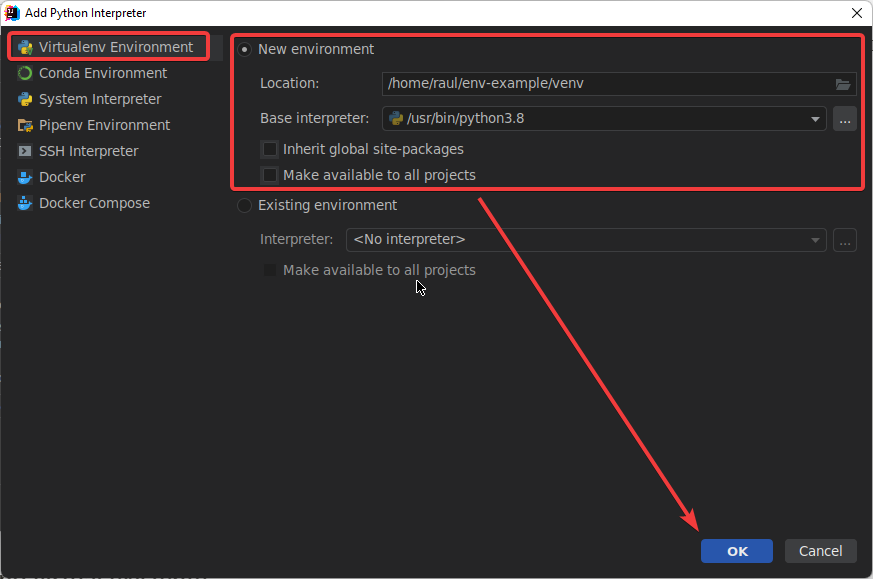 Add Python Interpreter
Virtualenv Environment
Conda Environment
System Interpreter
Pipenv Environment
SSH Interpreter
Docker
Docker Compose
New environment
Location: /home/raul/env-example/venv
Base interpreter: /usr/bin/python3.8 ...
Inherit global site-packages
Make available to all projects
Existing environment
Interpreter: <No interpreter> ...
Make available to all projects
OK Cancel